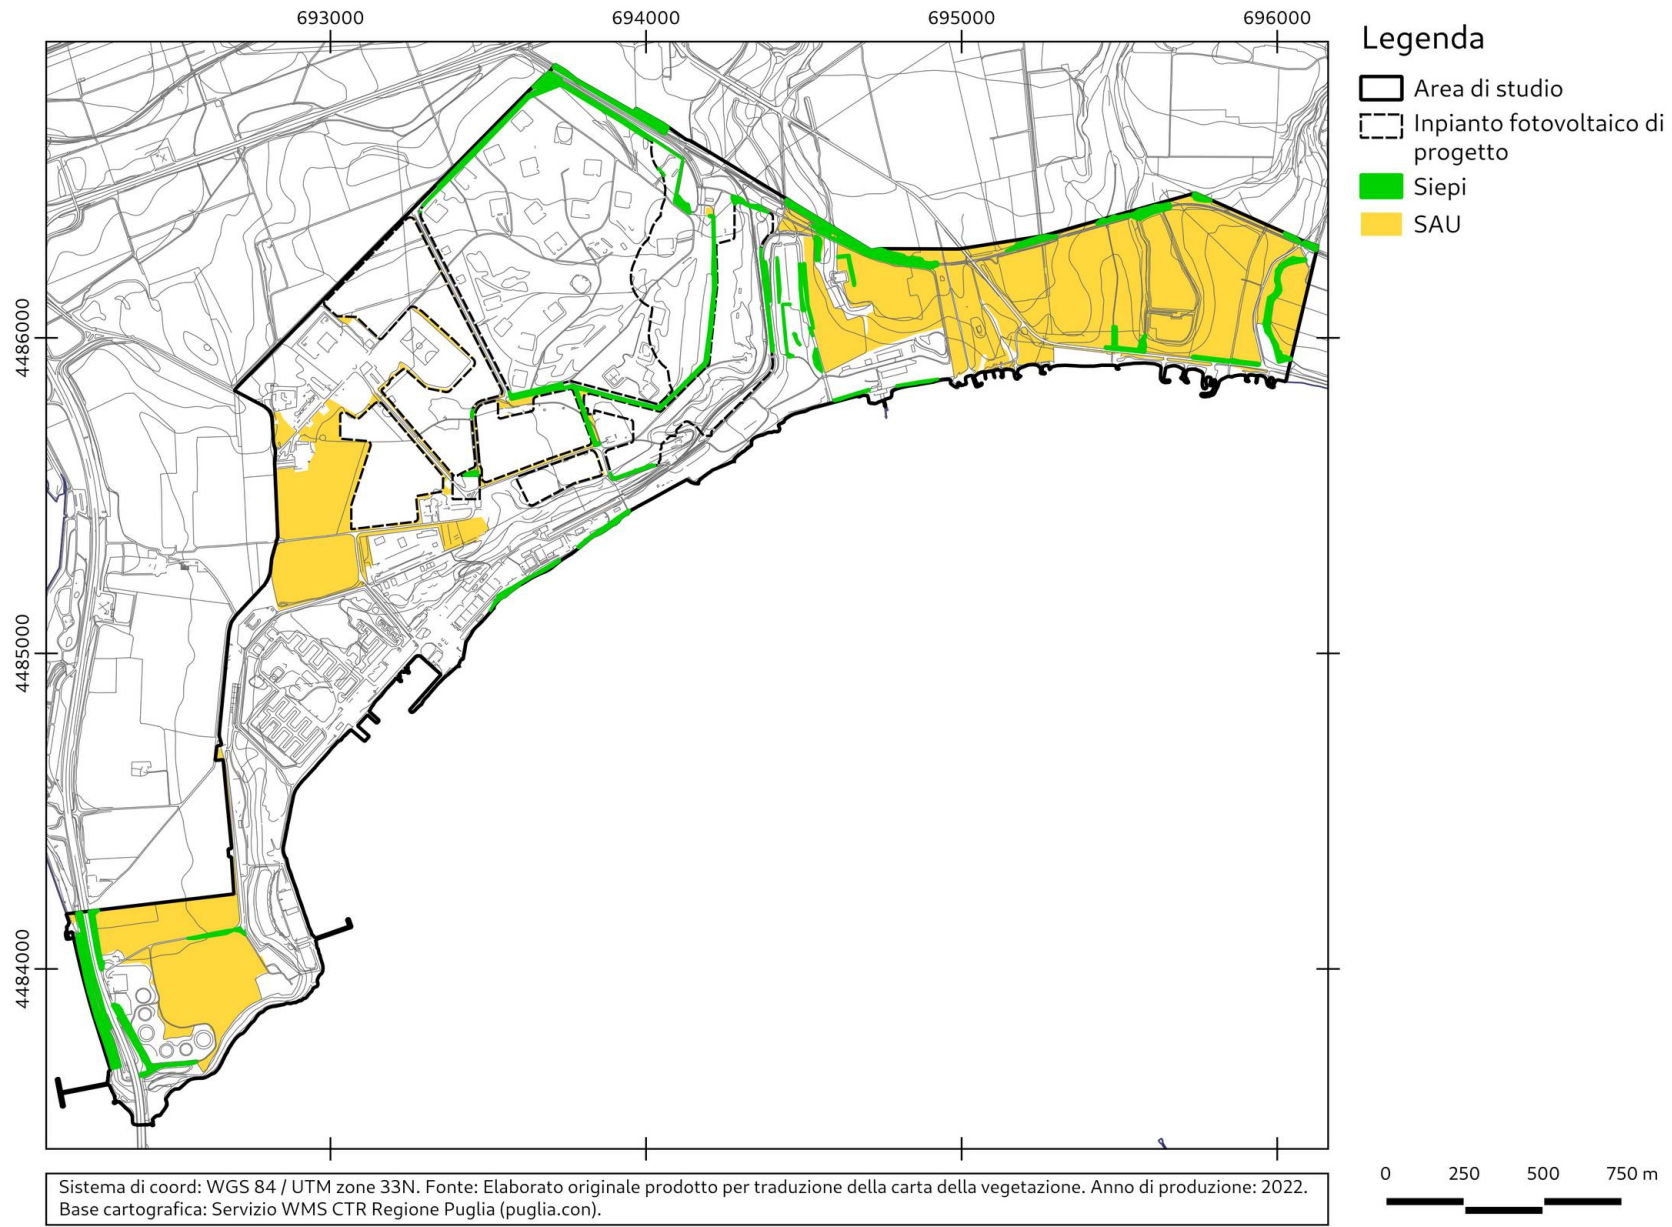 693000 694000 695000 696000
Legenda
Area di studio
Inpianto fotovoltaico di
progetto
Siepi
SAU
4486000
4485000
4484000
0 250 500 750 m
Sistema di coord: WGS 84 / UTM zone 33N. Fonte: Elaborato originale prodotto per traduzione della carta della vegetazione. Anno di produzione: 2022.
Base cartografica: Servizio WMS CTR Regione Puglia (puglia.con).